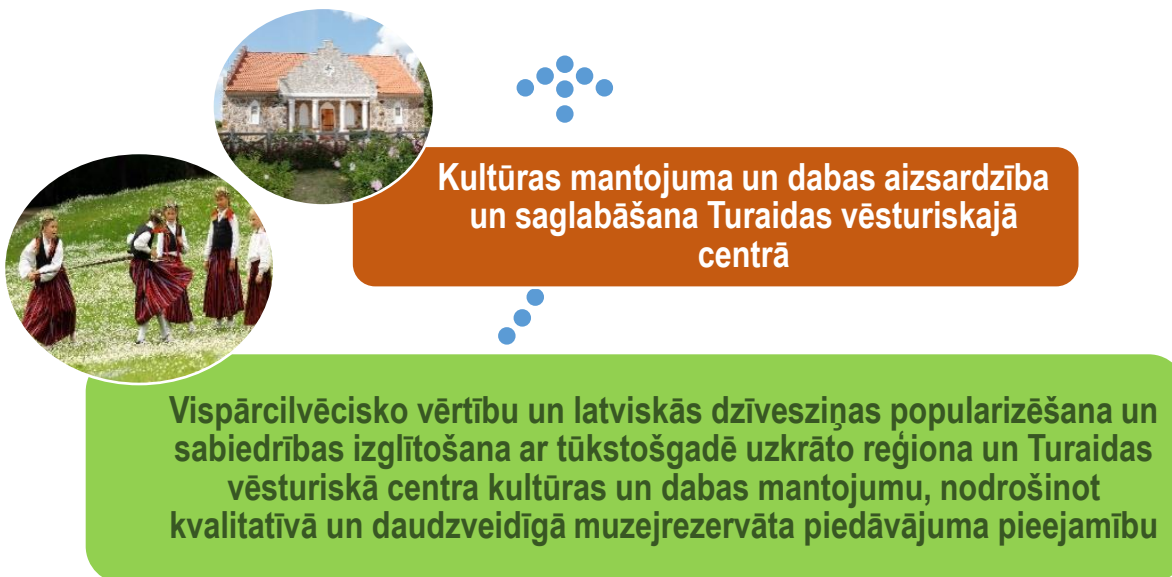 Kultūras mantojuma un dabas aizsardzība
un saglabāšana Turaidas vēsturiskajā
centrā
Vispārcilvēcisko vērtību un latviskās dzīvesziņas popularizēšana un
sabiedrības izglītošana ar tūkstošgadē uzkrāto reģiona un Turaidas
vēsturiskā centra kultūras un dabas mantojumu, nodrošinot
kvalitatīvā un daudzveidīgā muzejrezervāta piedāvājuma pieejamību